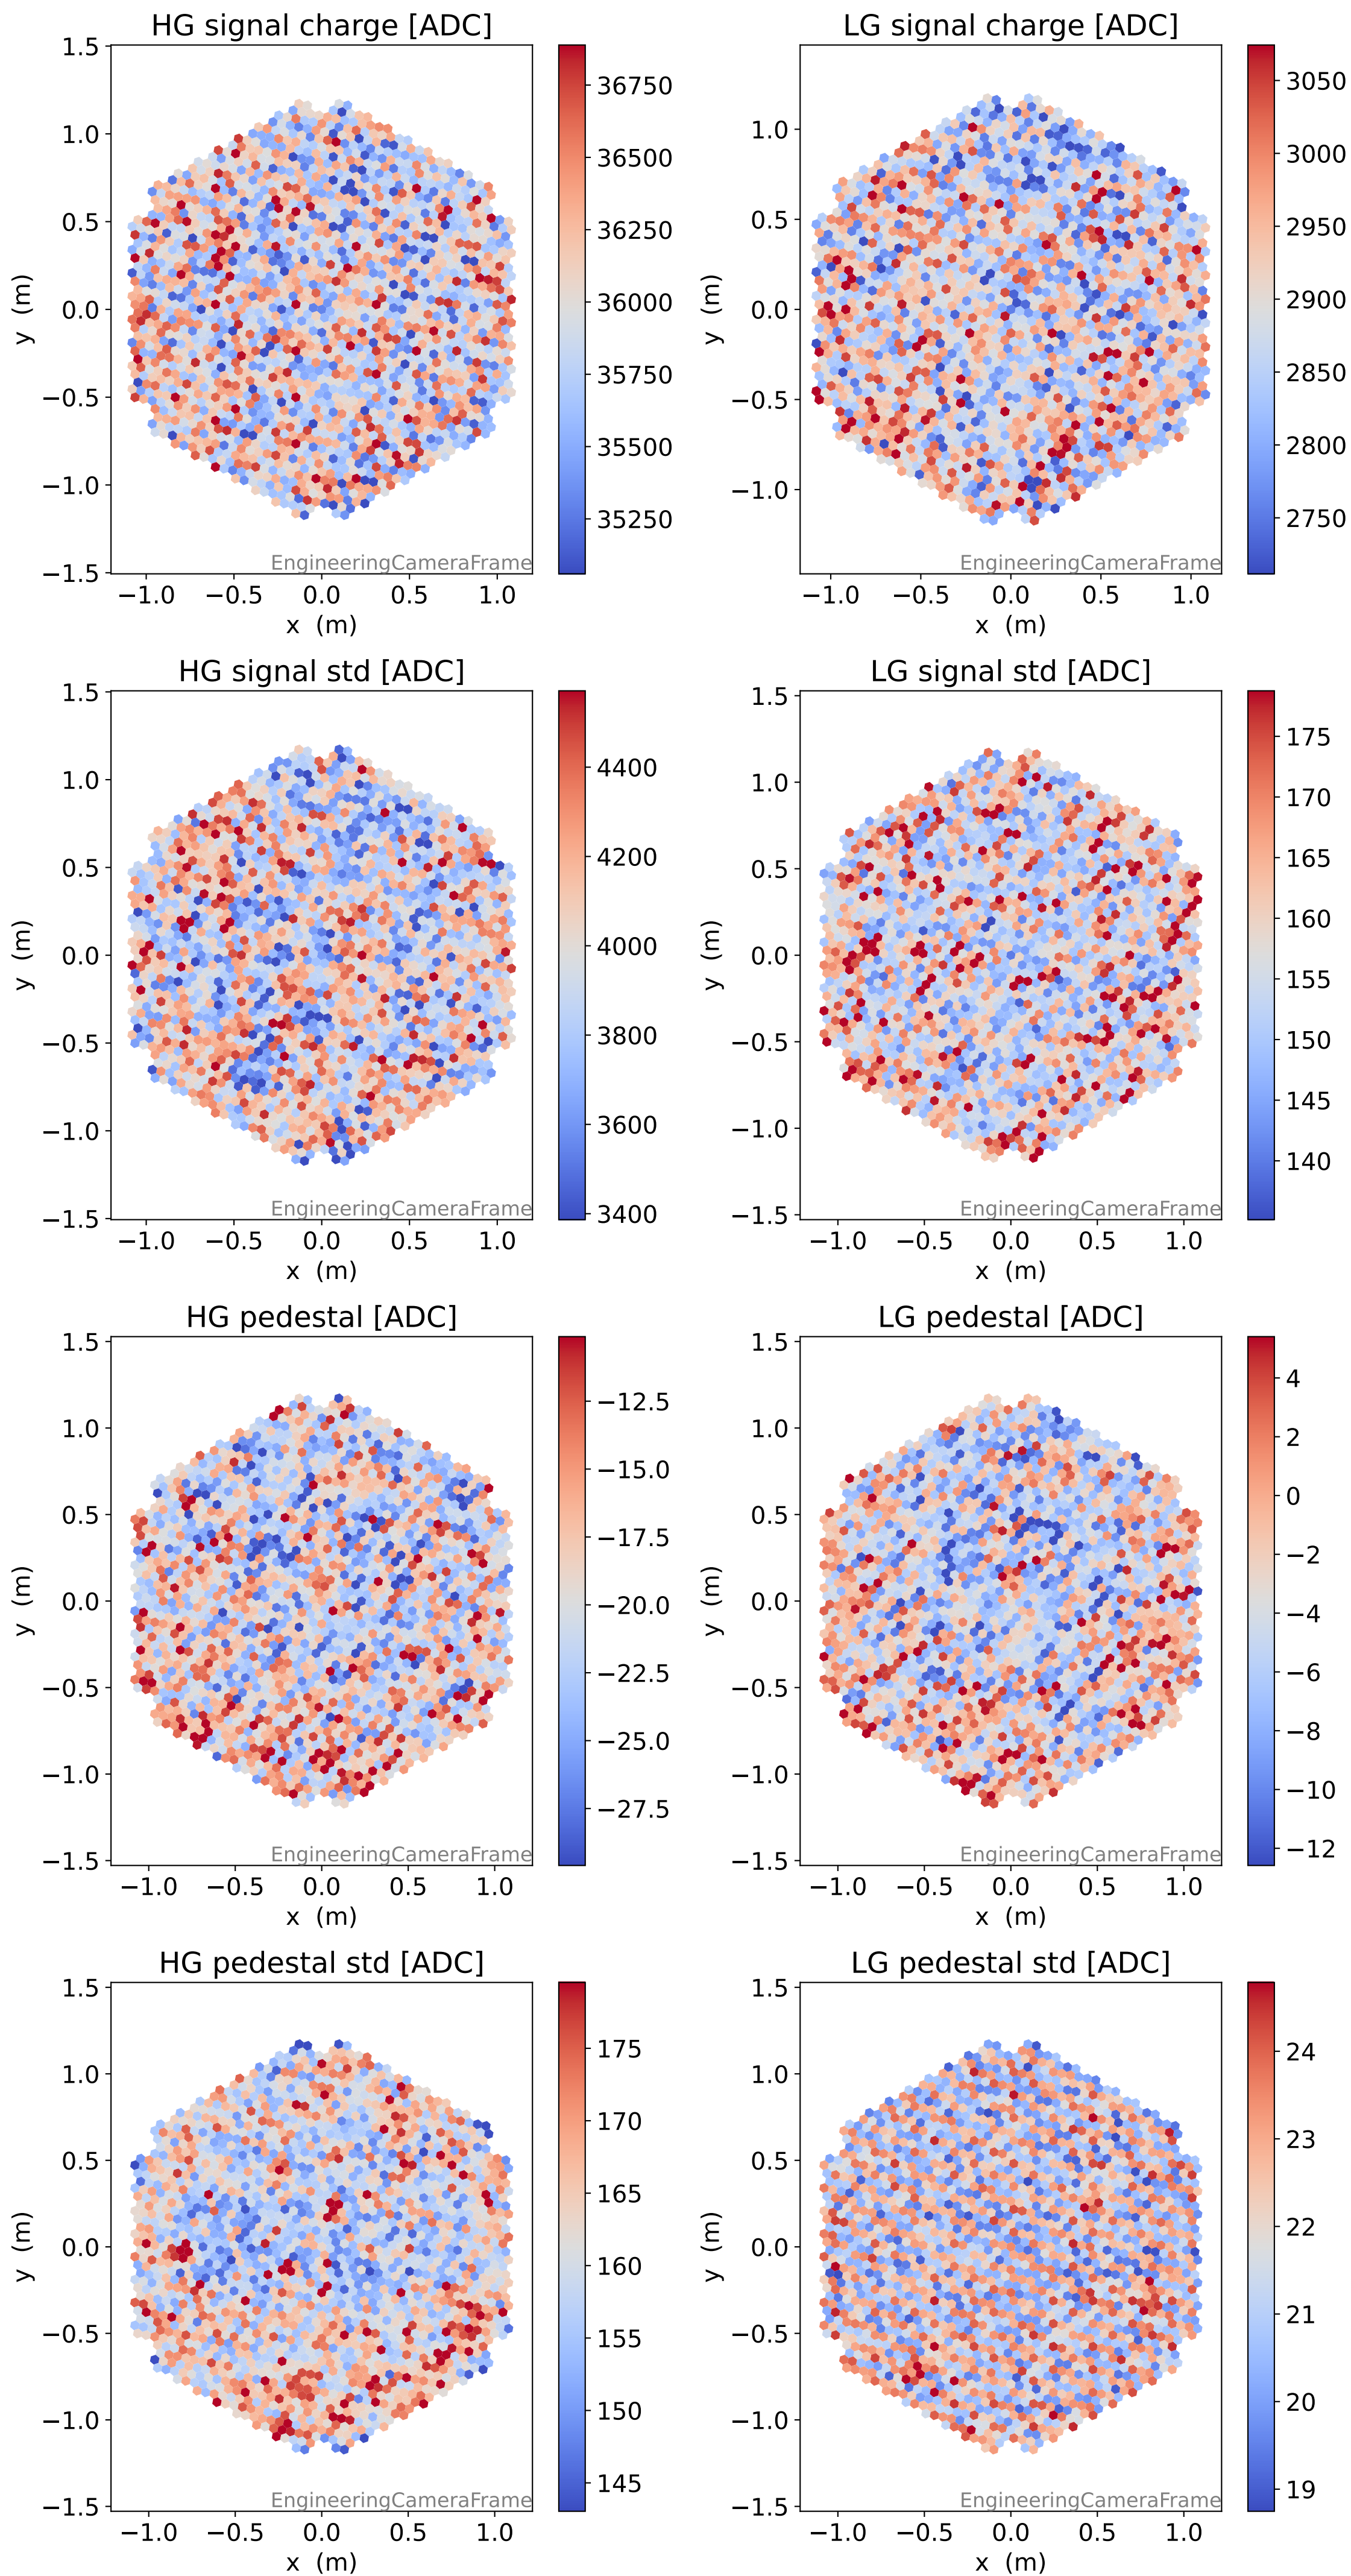 HG signal charge [ADC]
1.5
1.0
0.5
0.0
−0.5
−1.0
−1.5
y (m)
−1.0 −0.5 0.0 0.5 1.0
x (m)
EngineeringCameraFrame
36750
36500
36250
36000
35750
35500
35250
LG signal charge [ADC]
1.0
0.5
0.0
−0.5
−1.0
y (m)
−1.0 −0.5 0.0 0.5 1.0
x (m)
EngineeringCameraFrame
3050
3000
2950
2900
2850
2800
2750
HG signal std [ADC]
1.5
1.0
0.5
0.0
−0.5
−1.0
−1.5
y (m)
−1.0 −0.5 0.0 0.5 1.0
x (m)
EngineeringCameraFrame
4400
4200
4000
3800
3600
3400
LG signal std [ADC]
1.5
1.0
0.5
0.0
−0.5
−1.0
−1.5
y (m)
−1.0 −0.5 0.0 0.5 1.0
x (m)
EngineeringCameraFrame
175
170
165
160
155
150
145
140
HG pedestal [ADC]
1.5
1.0
0.5
0.0
−0.5
−1.0
−1.5
y (m)
−1.0 −0.5 0.0 0.5 1.0
x (m)
EngineeringCameraFrame
−12.5
−15.0
−17.5
−20.0
−22.5
−25.0
−27.5
LG pedestal [ADC]
1.5
1.0
0.5
0.0
−0.5
−1.0
−1.5
y (m)
−1.0 −0.5 0.0 0.5 1.0
x (m)
EngineeringCameraFrame
4
2
0
−2
−4
−6
−8
−10
−12
HG pedestal std [ADC]
1.5
1.0
0.5
0.0
−0.5
−1.0
−1.5
y (m)
−1.0 −0.5 0.0 0.5 1.0
x (m)
EngineeringCameraFrame
175
170
165
160
155
150
145
LG pedestal std [ADC]
1.5
1.0
0.5
0.0
−0.5
−1.0
−1.5
y (m)
−1.0 −0.5 0.0 0.5 1.0
x (m)
EngineeringCameraFrame
24
23
22
21
20
19